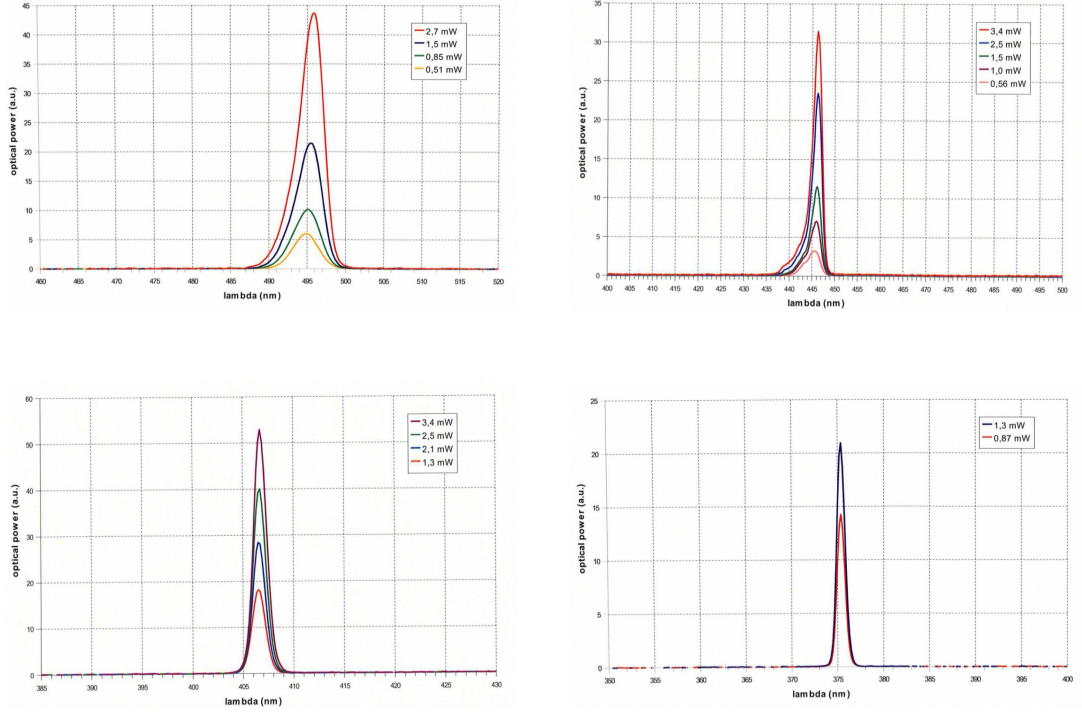 45
40
35
30
25
20
15
10
5
0
optical power (a.u.)
2,7 mW
1,5 mW
0,85 mW
0,51 mW
460 465 470 475 480 485 490 495 500 505 510 515 520
lambda (nm)
35
30
25
20
15
10
5
0
optical power (a.u.)
3,4 mW
2,5 mW
1,5 mW
1,0 mW
0,56 mW
400 405 410 415 420 425 430 435 440 445 450 455 460 465 470 475 480 485 490 495 500
lambda (nm)
60
50
40
30
20
10
0
optical power (a.u.)
3,4 mW
2,5 mW
2,1 mW
1,3 mW
385 390 395 400 405 410 415 420 425 430
lambda (nm)
25
20
15
10
5
0
optical power (a.u.)
1,3 mW
0,87 mW
350 355 360 365 370 375 380 385 390 395 400
lambda (nm)